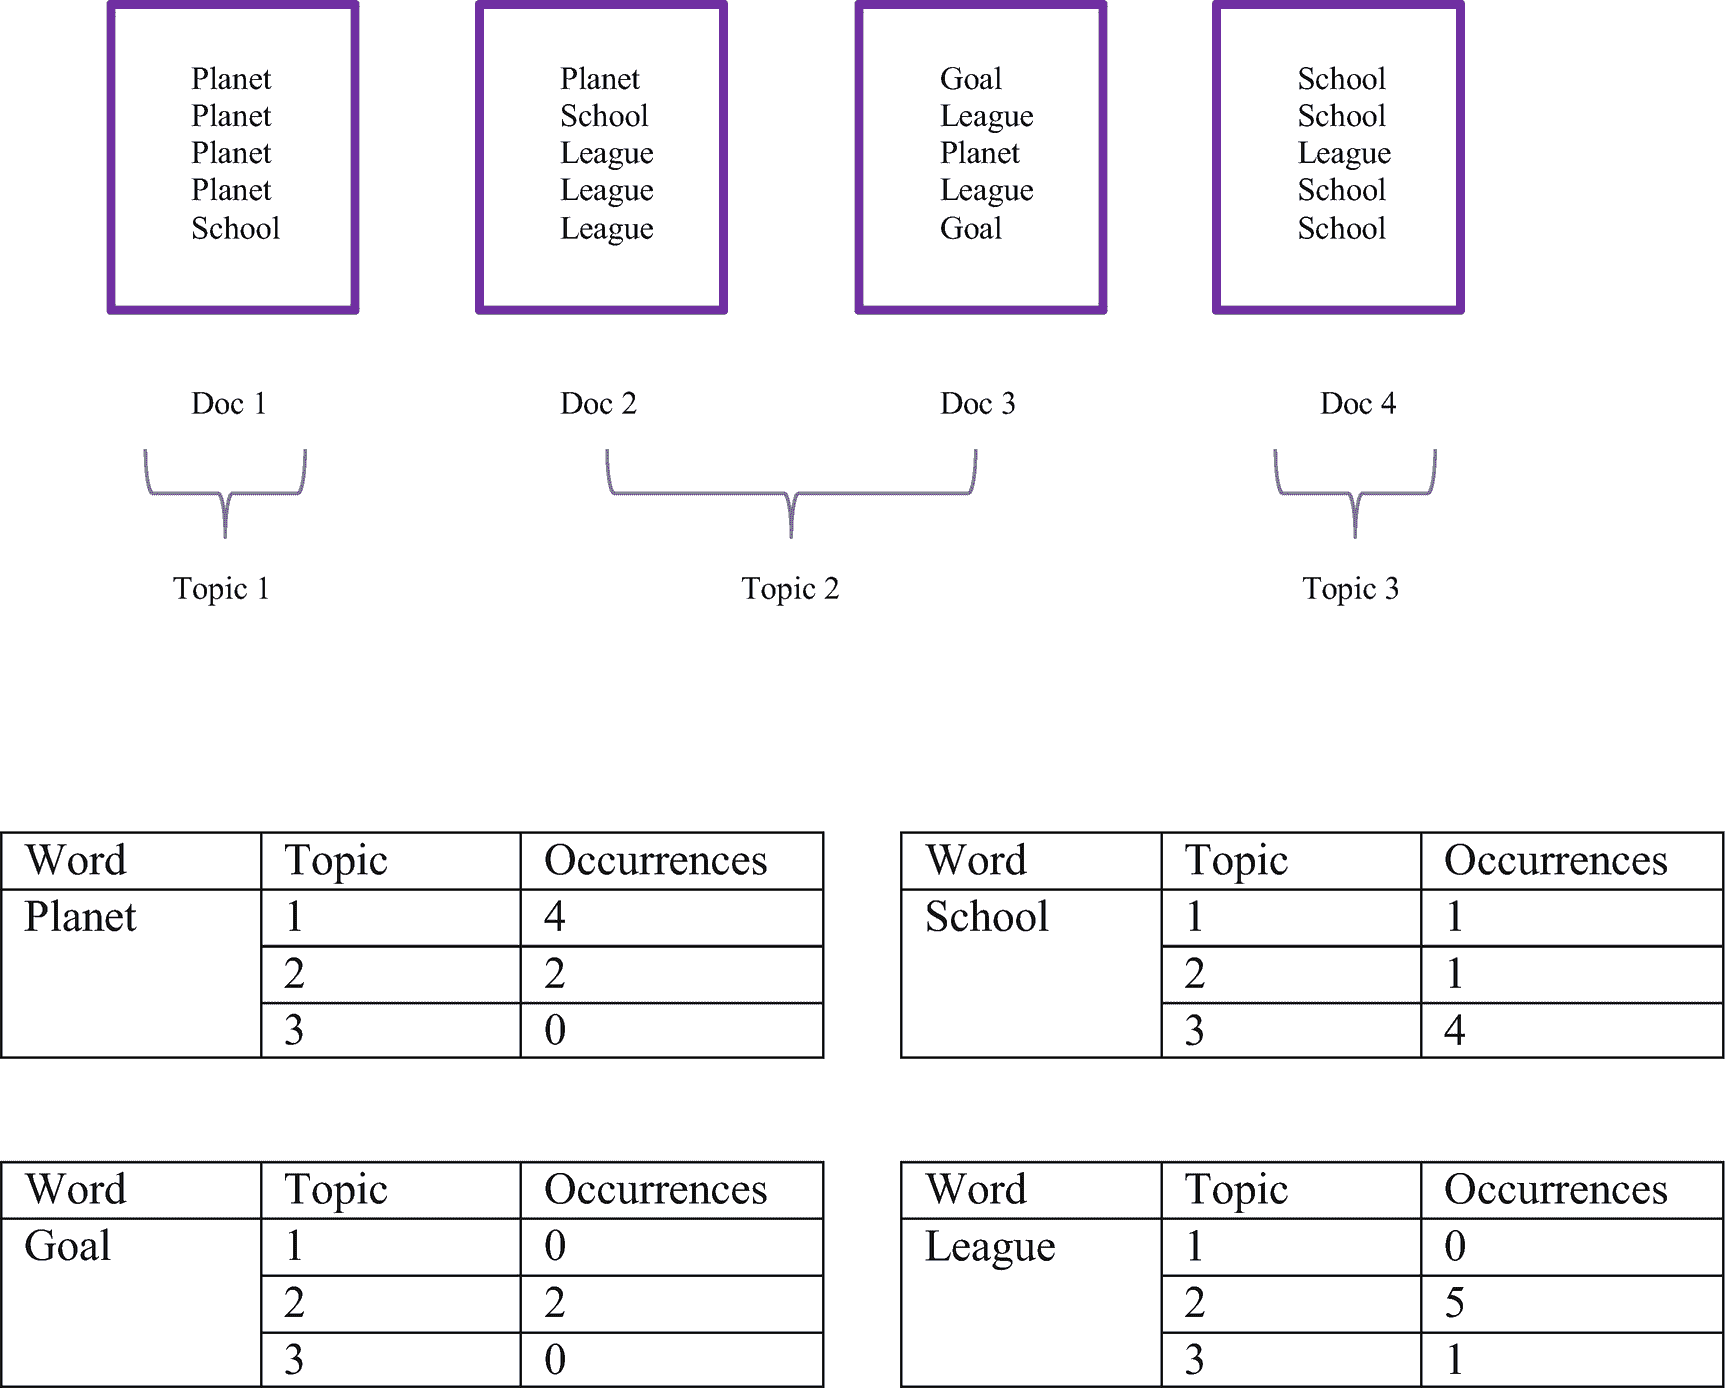 Planet
Planet
Planet
Planet
School
Planet
School
League
League
League
Goal
League
Planet
League
Goal
School
School
League
School
School
Doc 1
Doc 2
Doc 3
Doc 4
Topic 1
Topic 2
Topic 3
Word Topic Occurrences
Planet 1 4
2 2
3 0
Word Topic Occurrences
School 1 1
2 1
3 4
Word Topic Occurrences
Goal 1 0
2 2
3 0
Word Topic Occurrences
League 1 0
2 5
3 1